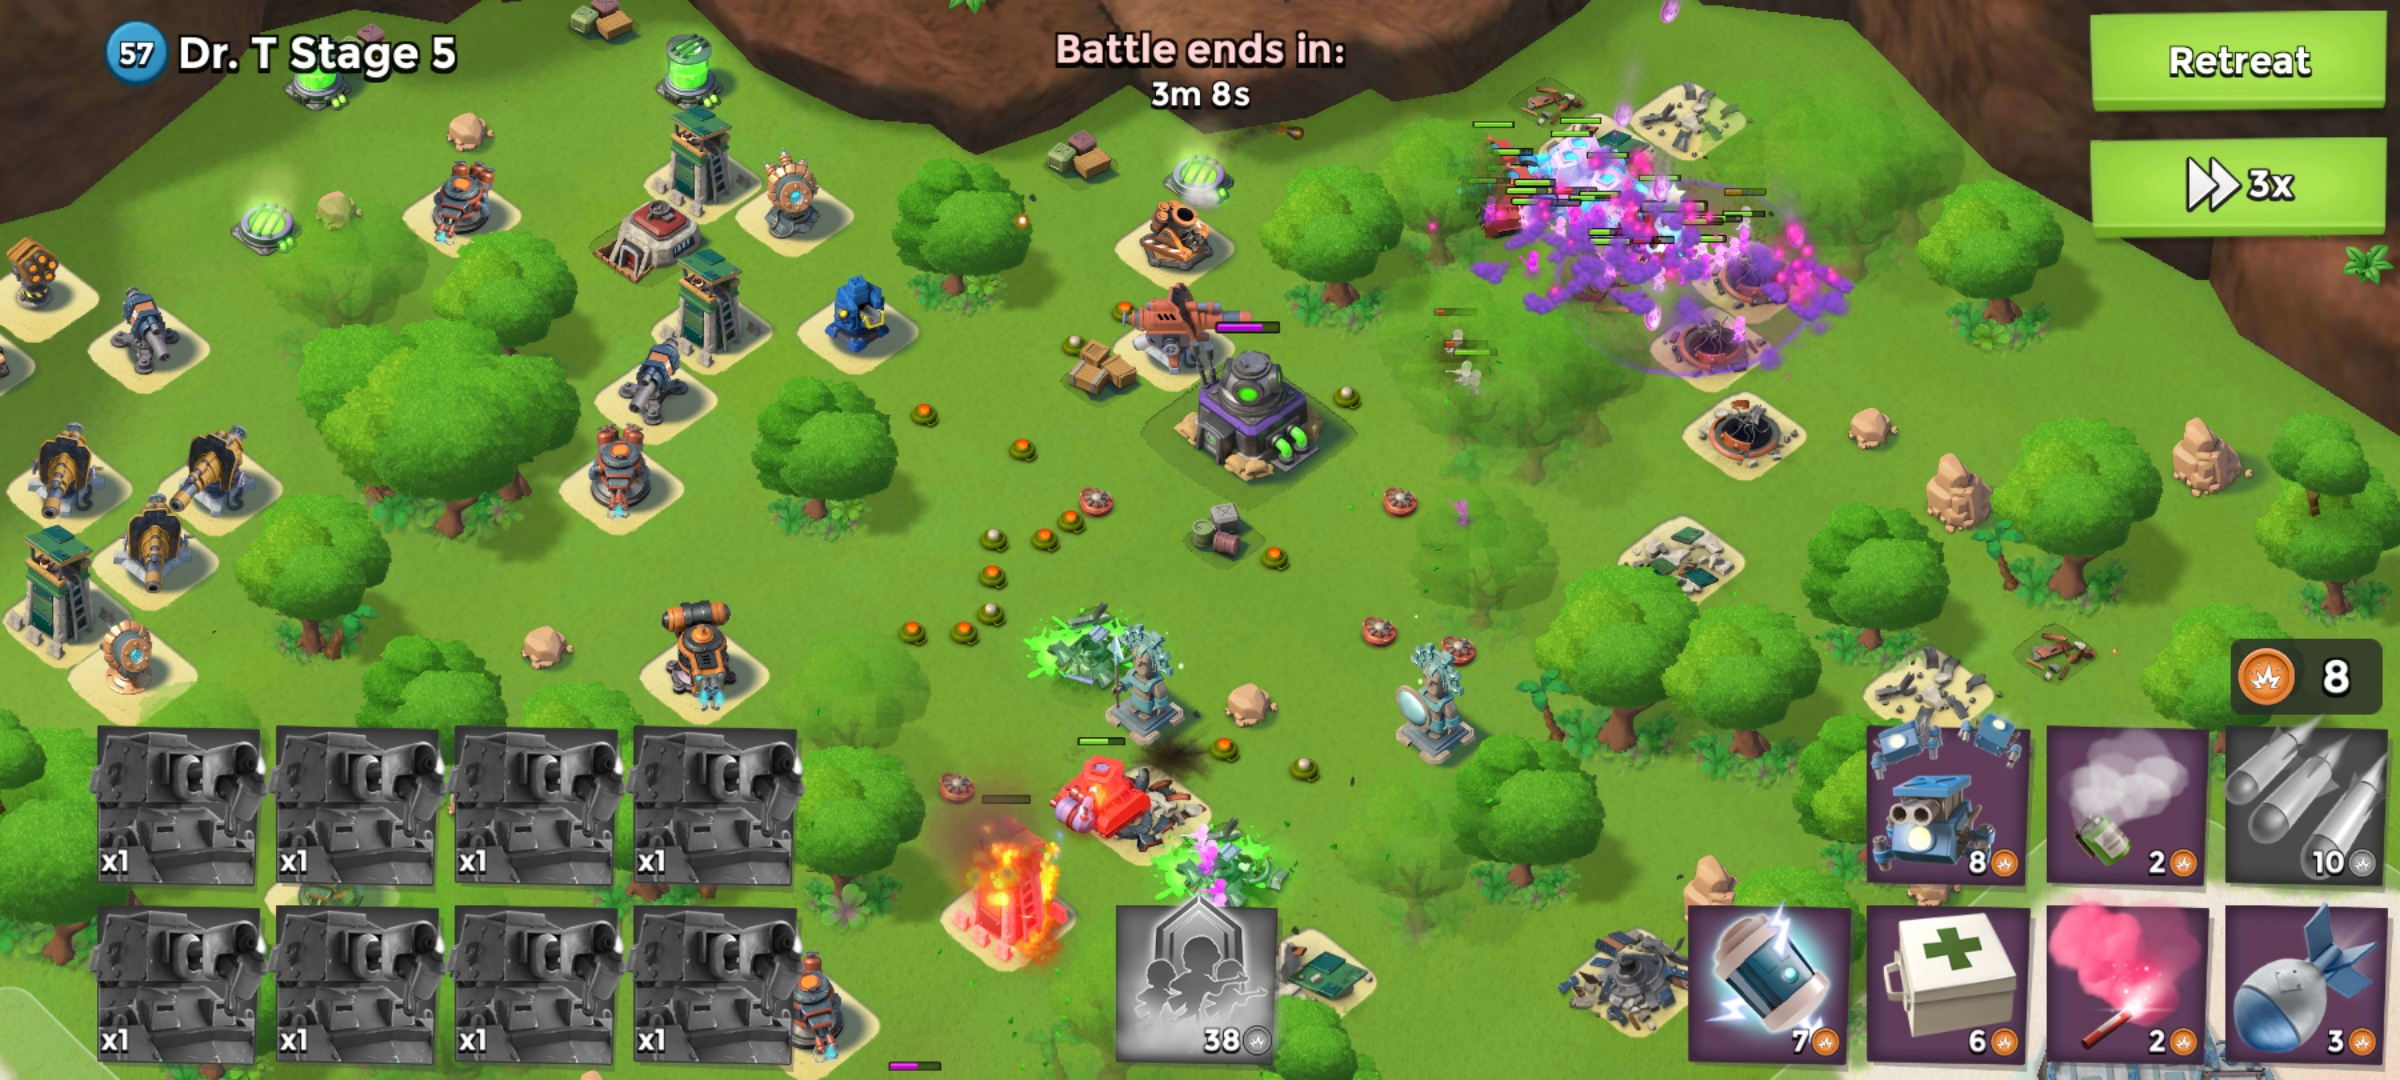 57 Dr. T Stage 5
Battle ends in:
3m 8s
Retreat
3x
8
x1 x1 x1 x1
8 2 10
x1 x1 x1 x1
38
7 6 2 3